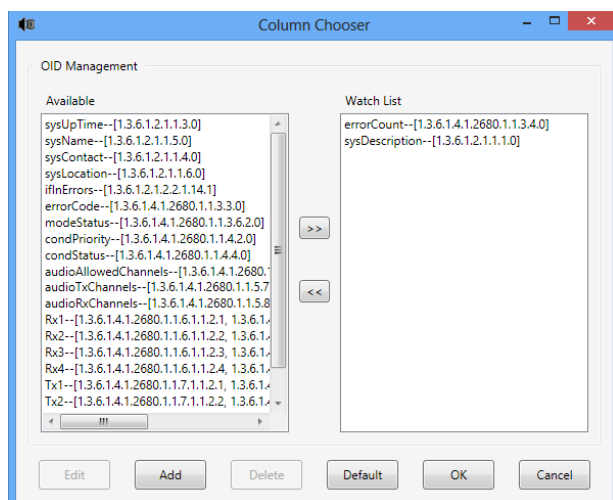 Column Chooser
OID Management
Available
sysUpTime--[1.3.6.1.2.1.1.3.0]
sysName--[1.3.6.1.2.1.1.5.0]
sysContact--[1.3.6.1.2.1.1.4.0]
sysLocation--[1.3.6.1.2.1.1.6.0]
ifInErrors--[1.3.6.1.2.1.2.2.1.14.1]
errorCode--[1.3.6.1.4.1.2680.1.1.3.3.0]
modeStatus--[1.3.6.1.4.1.2680.1.1.3.6.2.0]
condPriority--[1.3.6.1.4.1.2680.1.1.4.2.0]
condStatus--[1.3.6.1.4.1.2680.1.1.4.4.0]
audioAllowedChannels--[1.3.6.1.4.1.2680.
audioTxChannels--[1.3.6.1.4.1.2680.1.1.5.7
audioRxChannels--[1.3.6.1.4.1.2680.1.1.5.8
Rx1--[1.3.6.1.4.1.2680.1.1.6.1.1.2.1, 1.3.6.1.4
Rx2--[1.3.6.1.4.1.2680.1.1.6.1.1.2.2, 1.3.6.1.4
Rx3--[1.3.6.1.4.1.2680.1.1.6.1.1.2.3, 1.3.6.1.4
Rx4--[1.3.6.1.4.1.2680.1.1.6.1.1.2.4, 1.3.6.1.4
Tx1--[1.3.6.1.4.1.2680.1.1.7.1.1.2.1, 1.3.6.1.4
Tx2--[1.3.6.1.4.1.2680.1.1.7.1.1.2.2, 1.3.6.1.4
>>
<<
Watch List
errorCount--[1.3.6.1.4.1.2680.1.1.3.4.0]
sysDescription--[1.3.6.1.2.1.1.1.0]
Edit Add Delete Default OK Cancel